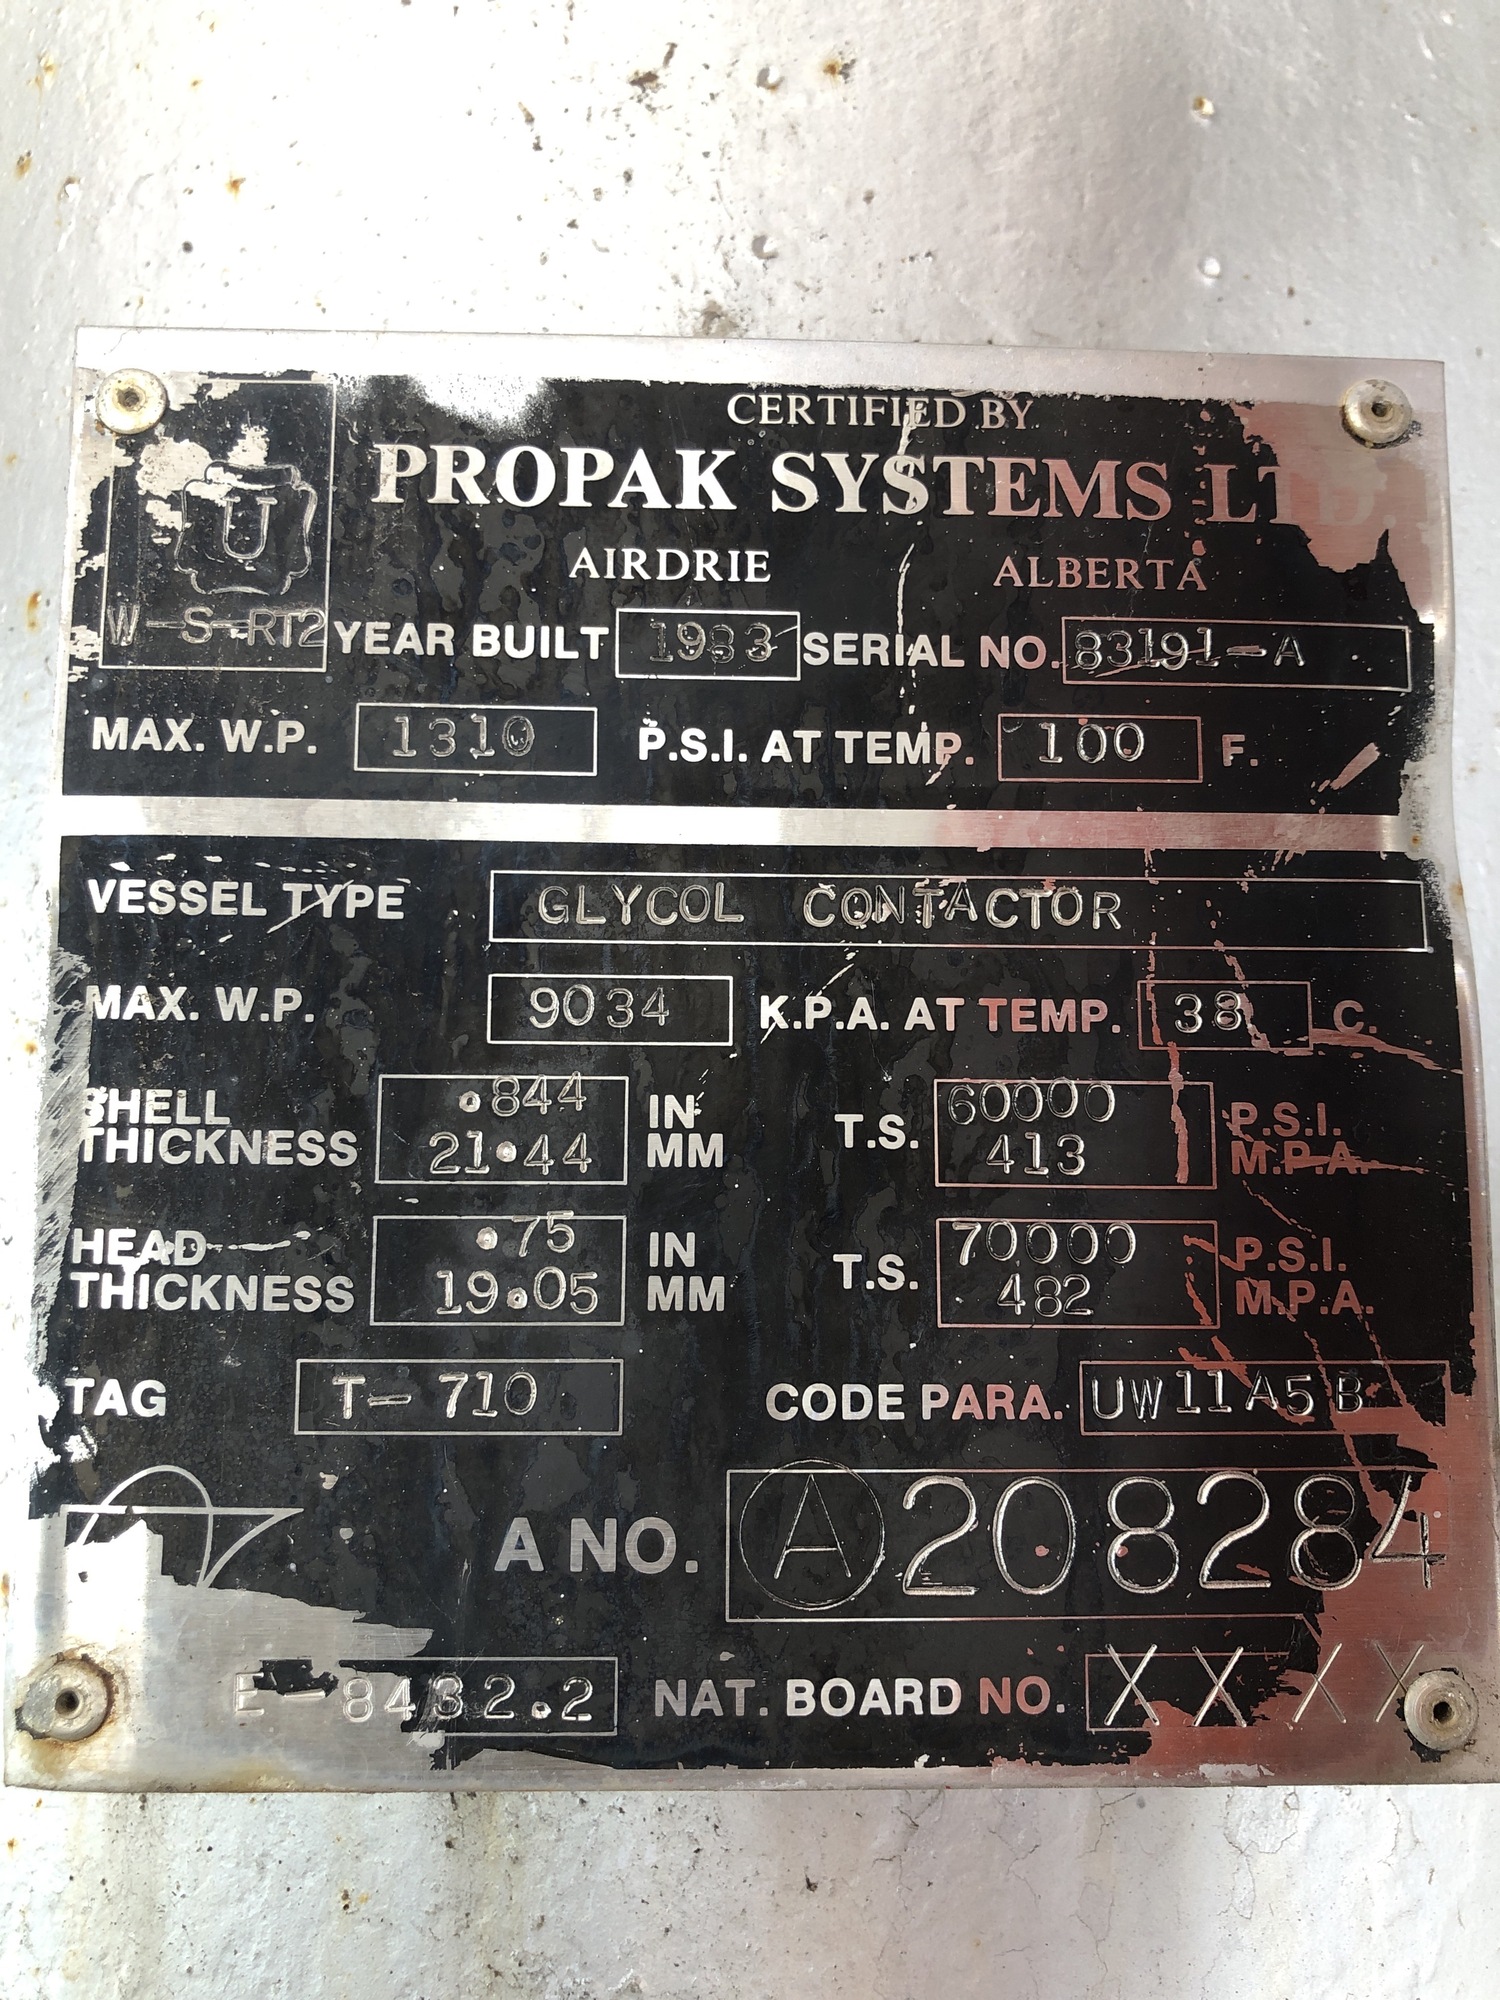 CERTIFIED BY
PROPAK SYSTEMS LTD.
AIRDRIE ALBERTA
U
W-S-RT2 YEAR BUILT 1983 SERIAL NO. 83191-A
MAX. W.P. 1310 P.S.I. AT TEMP. 100 F.
VESSEL TYPE GLYCOL CONTACTOR
MAX. W.P. 9034 K.P.A. AT TEMP. 38 C.
SHELL .844 IN 60000 P.S.I.
THICKNESS 21.44 MM T.S. 413 M.P.A.
HEAD .75 IN 70000 P.S.I.
THICKNESS 19.05 MM T.S. 482 M.P.A.
TAG T-710 CODE PARA. UW11A5B
A NO. A 208284
E-8432.2 NAT. BOARD NO. XXXX